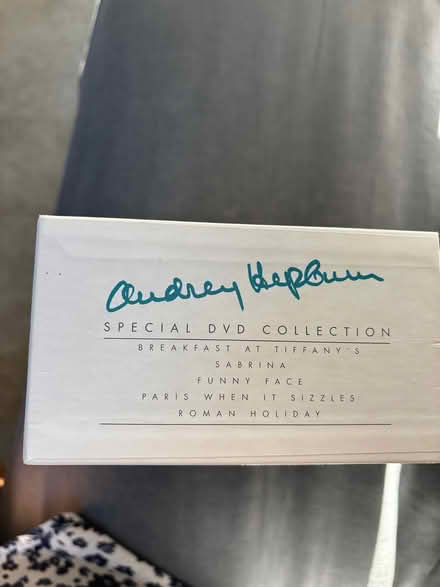 Audrey Hepburn
SPECIAL DVD COLLECTION
BREAKFAST AT TIFFANY'S
SABRINA
FUNNY FACE
PARIS WHEN IT SIZZLES
ROMAN HOLIDAY